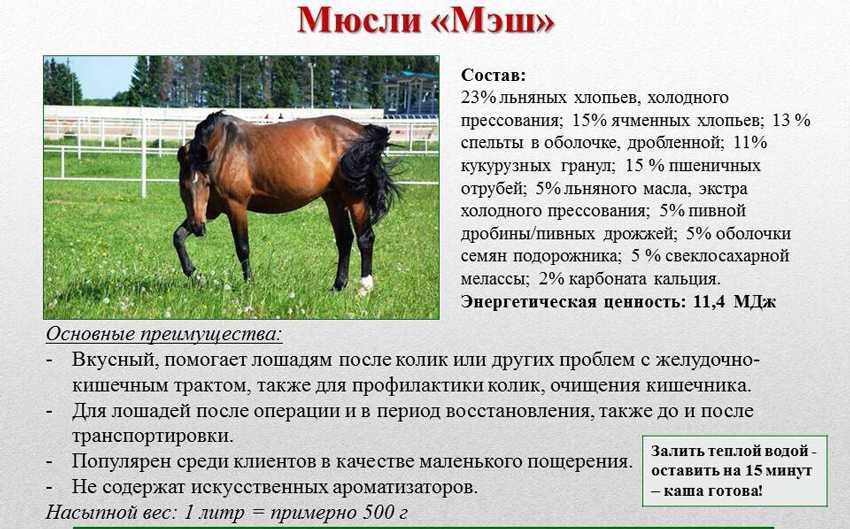 Мюсли «Мэш»
Состав:
23% льняных хлопьев, холодного
прессования; 15% ячменных хлопьев; 13 %
спельты в оболочке, дробленной; 11%
кукурузных гранул; 15 % пшеничных
отрубей; 5% льняного масла, экстра
холодного прессования; 5% пивной
дробины/пивных дрожжей; 5% оболочки
семян подорожника; 5 % свеклосахарной
мелассы; 2% карбоната кальция.
Энергетическая ценность: 11,4 МДж
Основные преимущества:
- Вкусный, помогает лошадям после колик или других проблем с желудочно-
кишечным трактом, также для профилактики колик, очищения кишечника.
- Для лошадей после операции и в период восстановления, также до и после
транспортировки.
- Популярен среди клиентов в качестве маленького пощерения.
- Не содержат искусственных ароматизаторов.
Насыпной вес: 1 литр = примерно 500 г
Залить теплой водой -
оставить на 15 минут
– каша готова!